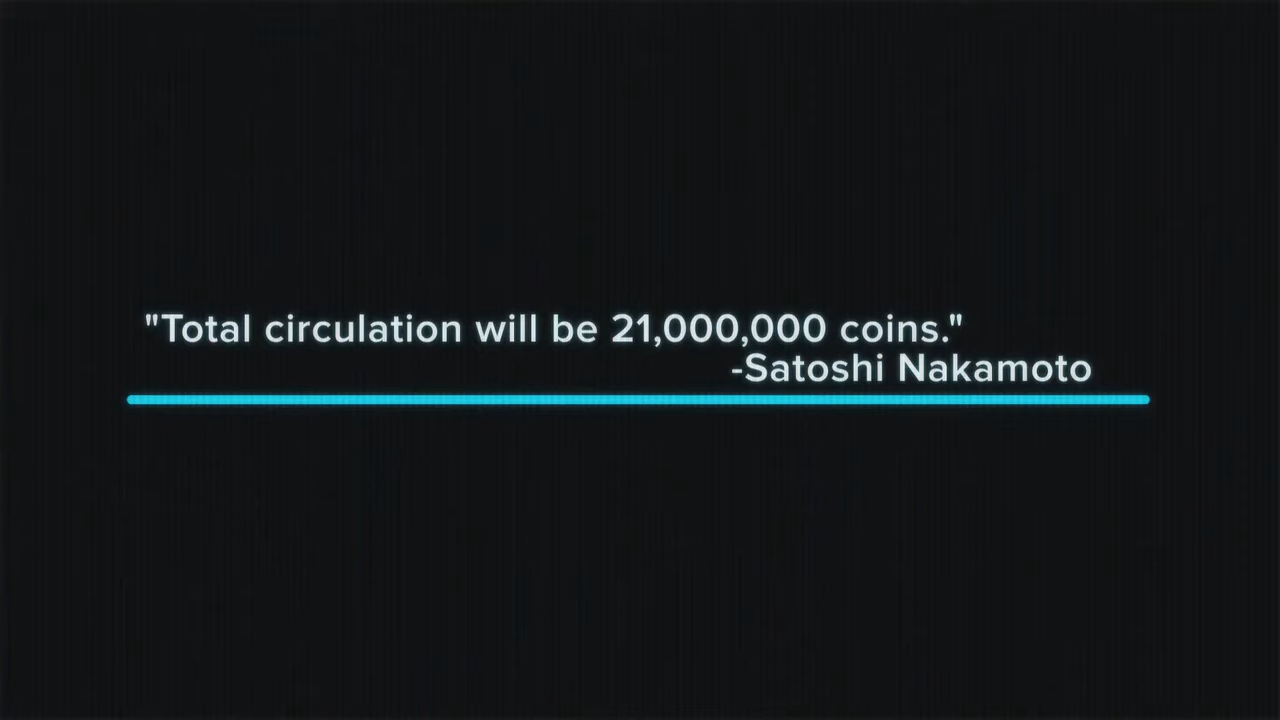 "Total circulation will be 21,000,000 coins."
-Satoshi Nakamoto